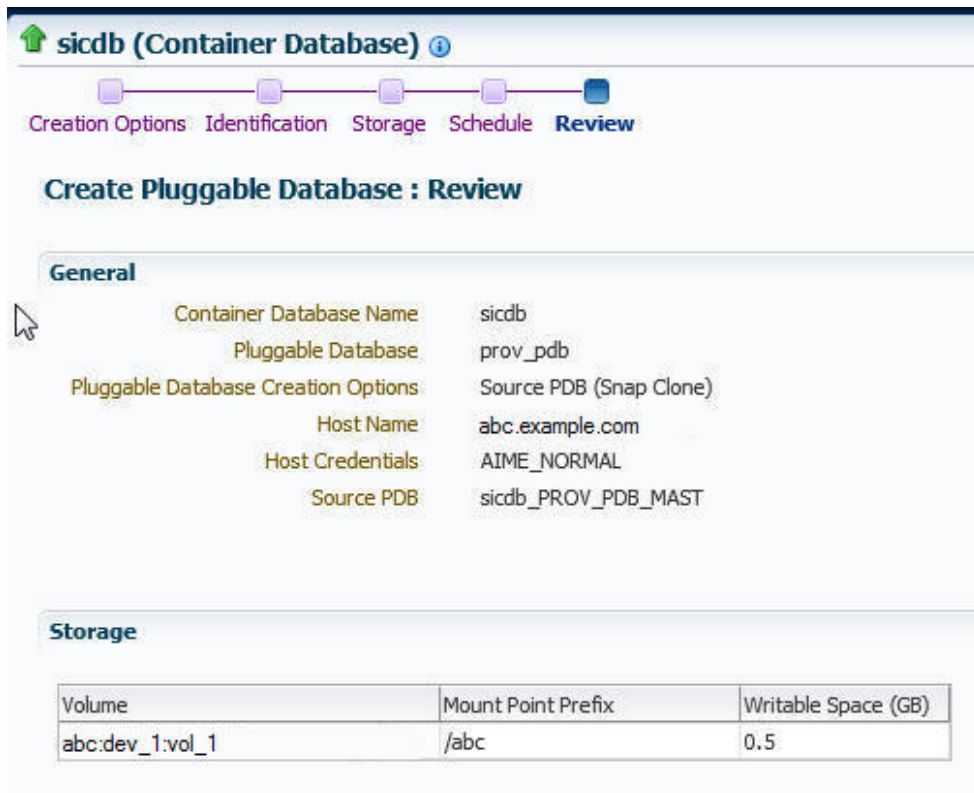 sicdb (Container Database)
Creation Options Identification Storage Schedule Review
Create Pluggable Database : Review
General
Container Database Name sicdb
Pluggable Database prov_pdb
Pluggable Database Creation Options Source PDB (Snap Clone)
Host Name abc.example.com
Host Credentials AIME_NORMAL
Source PDB sicdb_PROV_PDB_MAST
Storage
Volume Mount Point Prefix Writable Space (GB)
abc:dev_1:vol_1 /abc 0.5